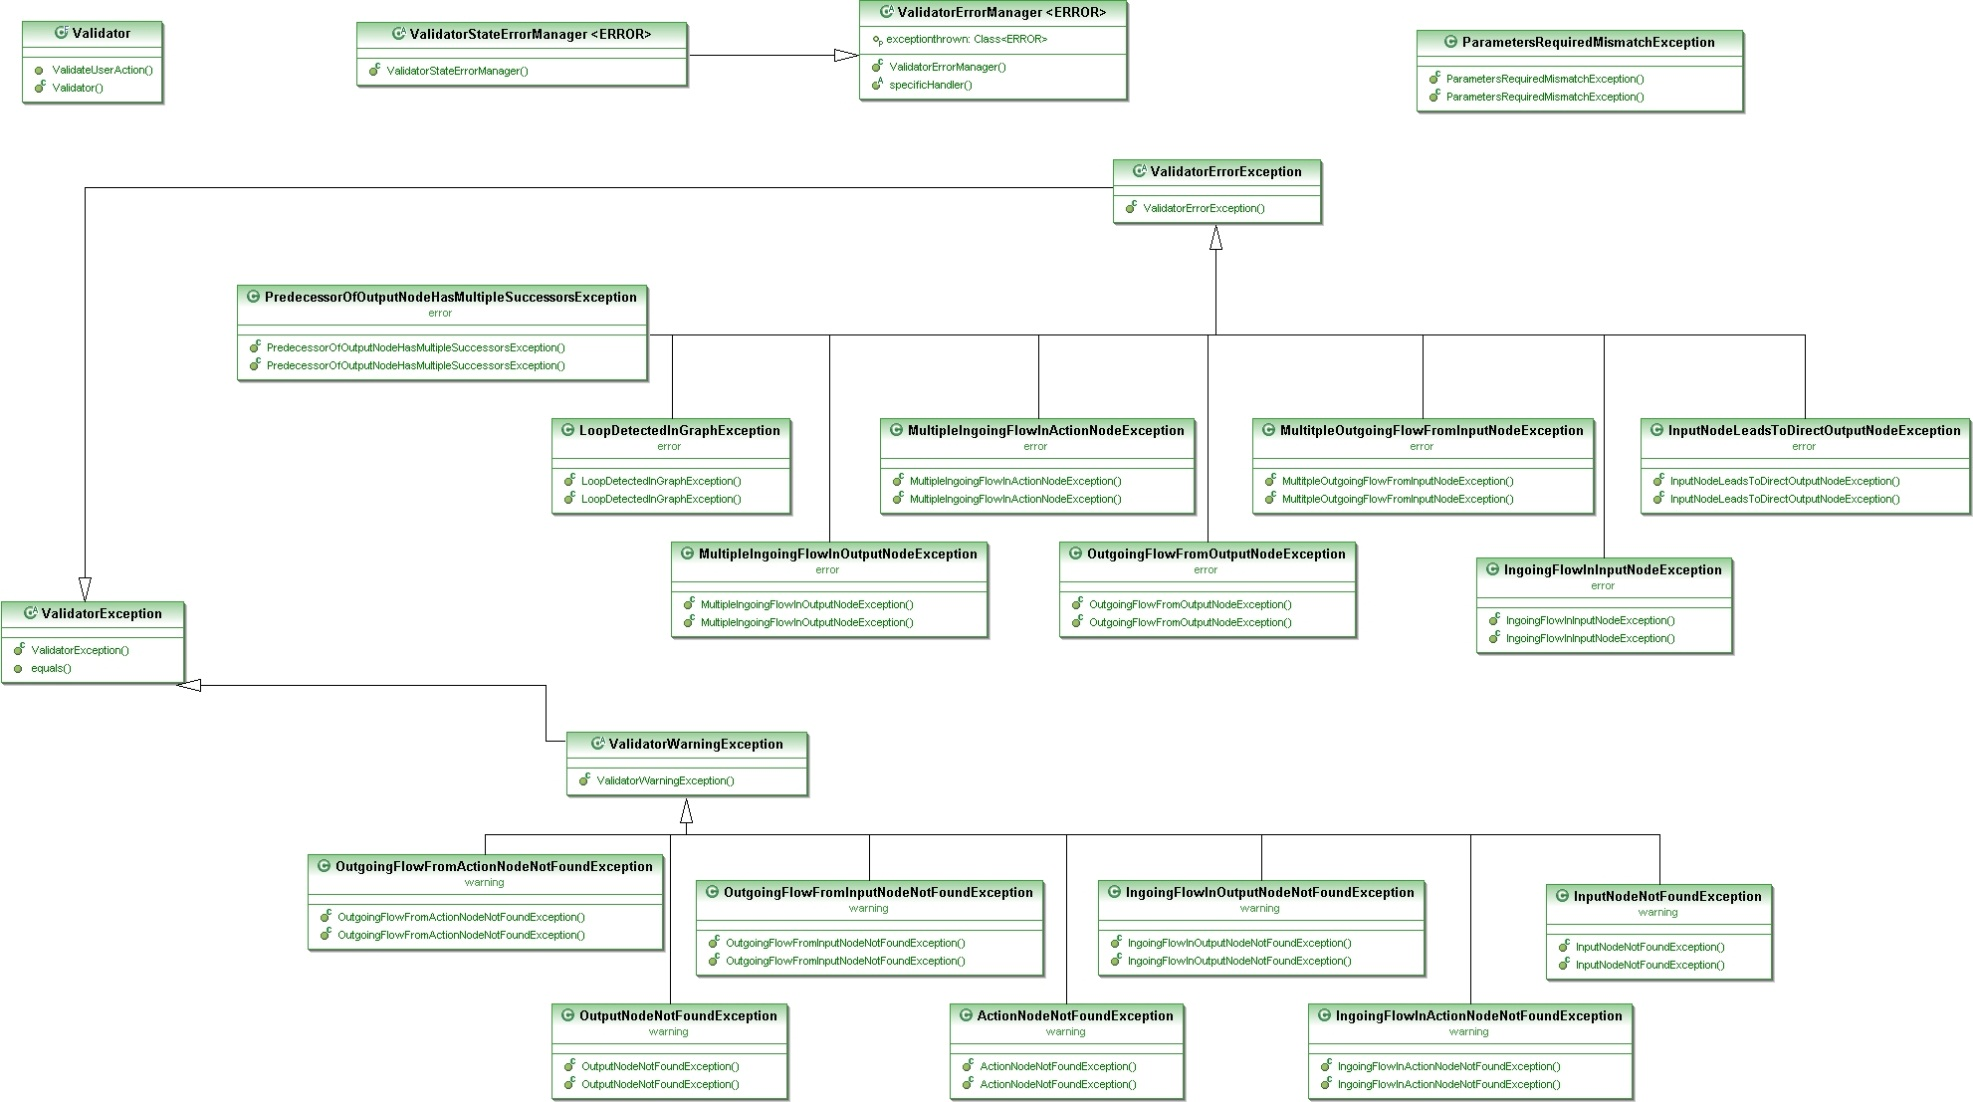 Validator
ValidateUserAction()
Validator()
ValidatorStateErrorManager <ERROR>
ValidatorStateErrorManager()
ValidatorErrorManager <ERROR>
exceptionthrown: Class<ERROR>
ValidatorErrorManager()
specificHandler()
ParametersRequiredMismatchException
ParametersRequiredMismatchException()
ParametersRequiredMismatchException()
ValidatorErrorException
ValidatorErrorException()
PredecessorOfOutputNodeHasMultipleSuccessorsException
error
PredecessorOfOutputNodeHasMultipleSuccessorsException()
PredecessorOfOutputNodeHasMultipleSuccessorsException()
LoopDetectedInGraphException
error
LoopDetectedInGraphException()
LoopDetectedInGraphException()
MultipleIngoingFlowInActionNodeException
error
MultipleIngoingFlowInActionNodeException()
MultipleIngoingFlowInActionNodeException()
MultitpleOutgoingFlowFromInputNodeException
error
MultitpleOutgoingFlowFromInputNodeException()
MultitpleOutgoingFlowFromInputNodeException()
InputNodeLeadsToDirectOutputNodeException
error
InputNodeLeadsToDirectOutputNodeException()
InputNodeLeadsToDirectOutputNodeException()
MultipleIngoingFlowInOutputNodeException
error
MultipleIngoingFlowInOutputNodeException()
MultipleIngoingFlowInOutputNodeException()
OutgoingFlowFromOutputNodeException
error
OutgoingFlowFromOutputNodeException()
OutgoingFlowFromOutputNodeException()
IngoingFlowInInputNodeException
error
IngoingFlowInInputNodeException()
IngoingFlowInInputNodeException()
ValidatorException
ValidatorException()
equals()
ValidatorWarningException
ValidatorWarningException()
OutgoingFlowFromActionNodeNotFoundException
warning
OutgoingFlowFromActionNodeNotFoundException()
OutgoingFlowFromActionNodeNotFoundException()
OutgoingFlowFromInputNodeNotFoundException
warning
OutgoingFlowFromInputNodeNotFoundException()
OutgoingFlowFromInputNodeNotFoundException()
IngoingFlowInOutputNodeNotFoundException
warning
IngoingFlowInOutputNodeNotFoundException()
IngoingFlowInOutputNodeNotFoundException()
InputNodeNotFoundException
warning
InputNodeNotFoundException()
InputNodeNotFoundException()
OutputNodeNotFoundException
warning
OutputNodeNotFoundException()
OutputNodeNotFoundException()
ActionNodeNotFoundException
warning
ActionNodeNotFoundException()
ActionNodeNotFoundException()
IngoingFlowInActionNodeNotFoundException
warning
IngoingFlowInActionNodeNotFoundException()
IngoingFlowInActionNodeNotFoundException()